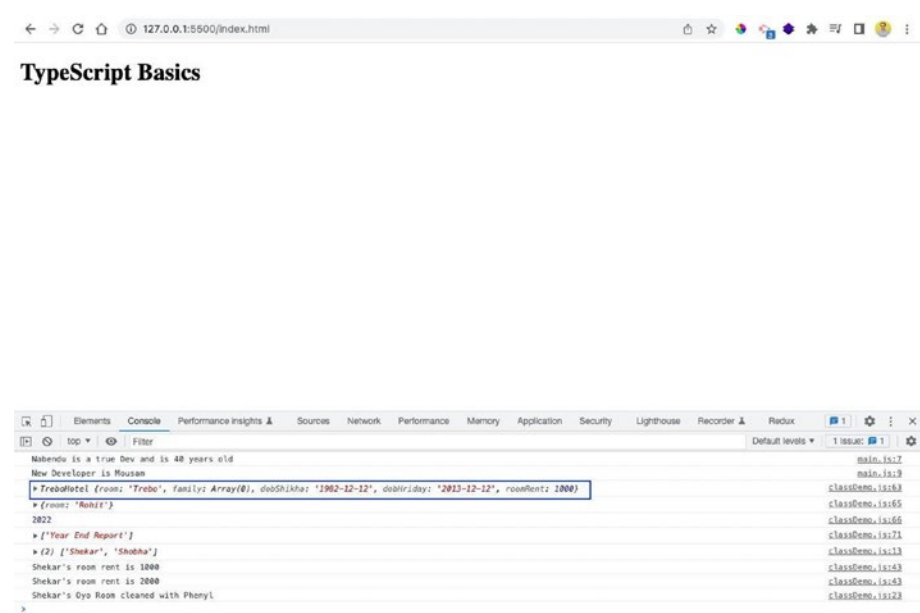 127.0.0.1:5500/index.html
TypeScript Basics
Elements Console Performance insights Sources Network Performance Memory Application Security Lighthouse Recorder Redux 1
top Filter Default levels 1 Issue: 1
Nabendu is a true Dev and is 40 years old main.js:7
New Developer is Mousam main.js:9
TreboHotel {room: 'Trebo', family: Array(0), dobShikha: '1982-12-12', dobHriday: '2013-12-12', roomRent: 1000} classDemo.js:63
{room: 'Rohit'} classDemo.js:65
2022 classDemo.js:66
['Year End Report'] classDemo.js:71
(2) ['Shekar', 'Shobha'] classDemo.js:13
Shekar's room rent is 1000 classDemo.js:43
Shekar's room rent is 2000 classDemo.js:43
Shekar's Oyo Room cleaned with Phenyl classDemo.js:23